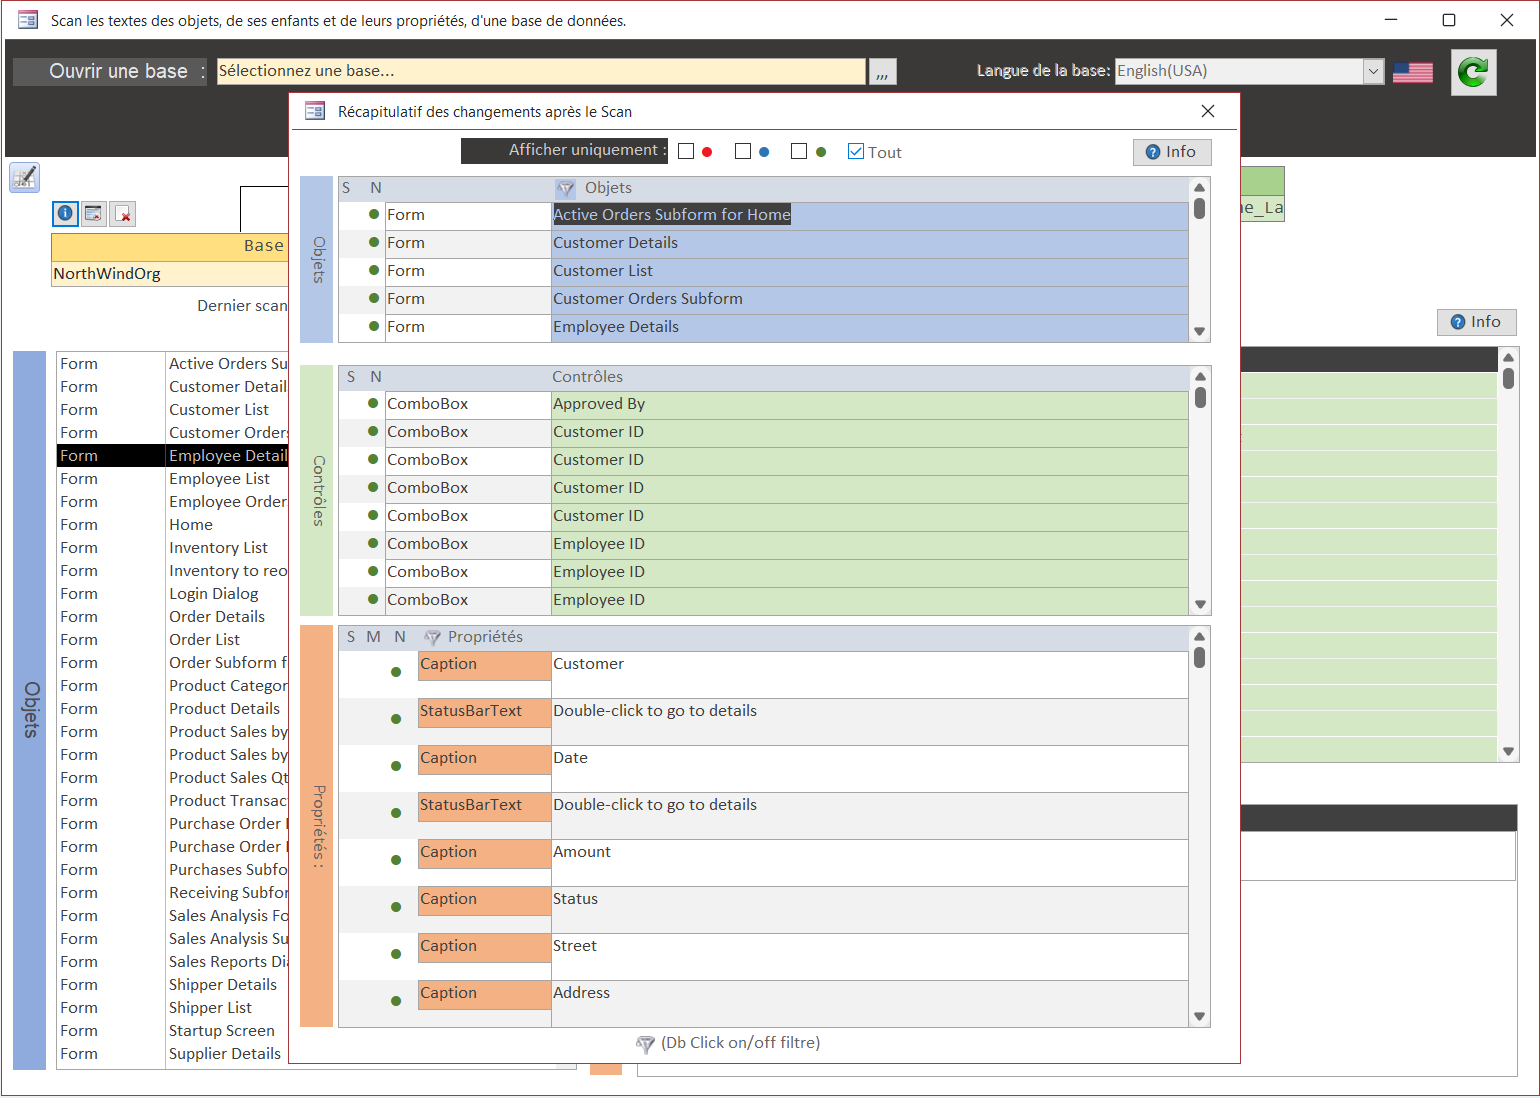 Scan les textes des objets, de ses enfants et de leurs propriétés, d'une base de données.
Ouvrir une base :
Sélectionnez une base...
,,,
Langue de la base:
English(USA)
Récapitulatif des changements après le Scan
Afficher uniquement :
Tout
Info
Base
NorthWindOrg
Dernier scan
Info
Objets
Form Active Orders Su
Form Customer Detail
Form Customer List
Form Customer Orders
Form Employee Detail
Form Employee List
Form Employee Order
Form Home
Form Inventory List
Form Inventory to reo
Form Login Dialog
Form Order Details
Form Order List
Form Order Subform f
Form Product Categor
Form Product Details
Form Product Sales by
Form Product Sales by
Form Product Sales Qt
Form Product Transac
Form Purchase Order
Form Purchase Order
Form Purchases Subfo
Form Receiving Subfor
Form Sales Analysis Fo
Form Sales Analysis Su
Form Sales Reports Dia
Form Shipper Details
Form Shipper List
Form Startup Screen
Form Supplier Details
Objets
S N Objets
Form Active Orders Subform for Home
Form Customer Details
Form Customer List
Form Customer Orders Subform
Form Employee Details
Contrôles
S N Contrôles
ComboBox Approved By
ComboBox Customer ID
ComboBox Customer ID
ComboBox Customer ID
ComboBox Customer ID
ComboBox Employee ID
ComboBox Employee ID
ComboBox Employee ID
Propriétés :
S M N Propriétés
Caption Customer
StatusBarText Double-click to go to details
Caption Date
StatusBarText Double-click to go to details
Caption Amount
Caption Status
Caption Street
Caption Address
(Db Click on/off filtre)